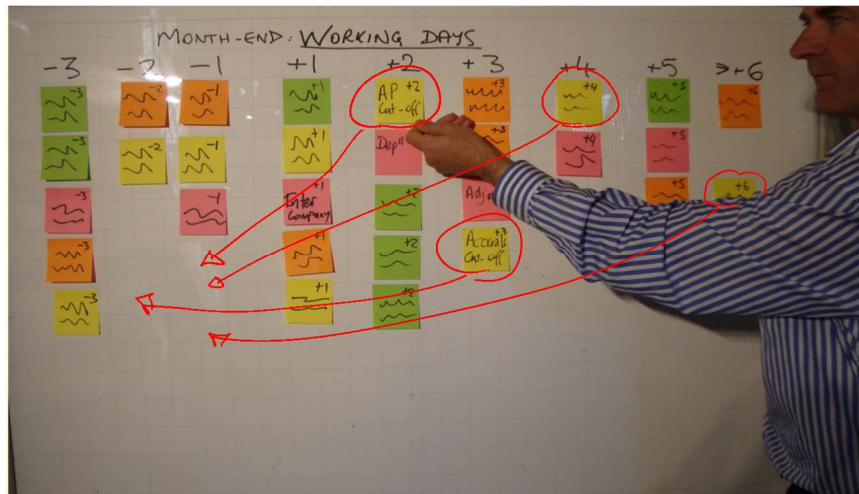 MONTH-END: WORKING DAYS
-3 -2 -1 +1 +2 +3 +4 +5 >+6
-3 -2 -1 +1 +2 +3 +4 +5 +6
AP
Cut-off
-3 -2 -1 +1 +3 +4 +5
-3 -1 +1 +2 +5 +6
Inter
Company
-3 +1 +2 +3
Accruals
Cut-off
-3 +1 +2